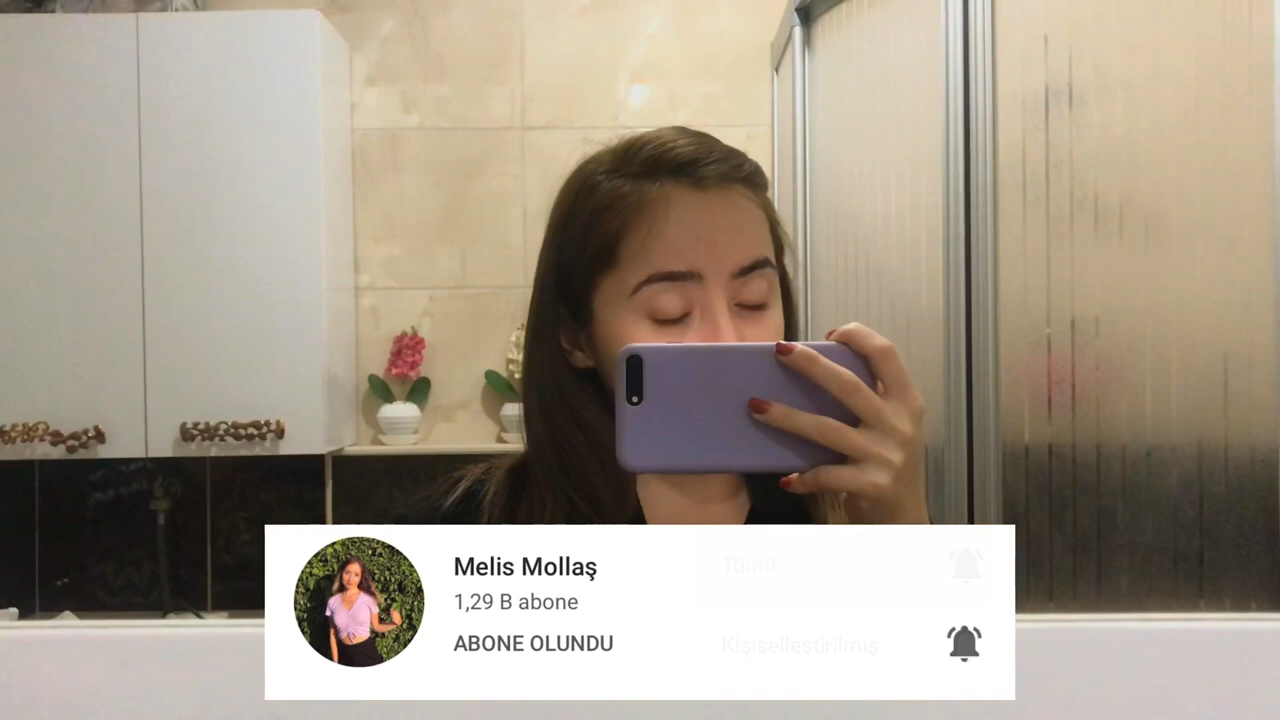 Melis Mollaş
1,29 B abone
ABONE OLUNDU
Tümü
Kişiselleştirilmiş